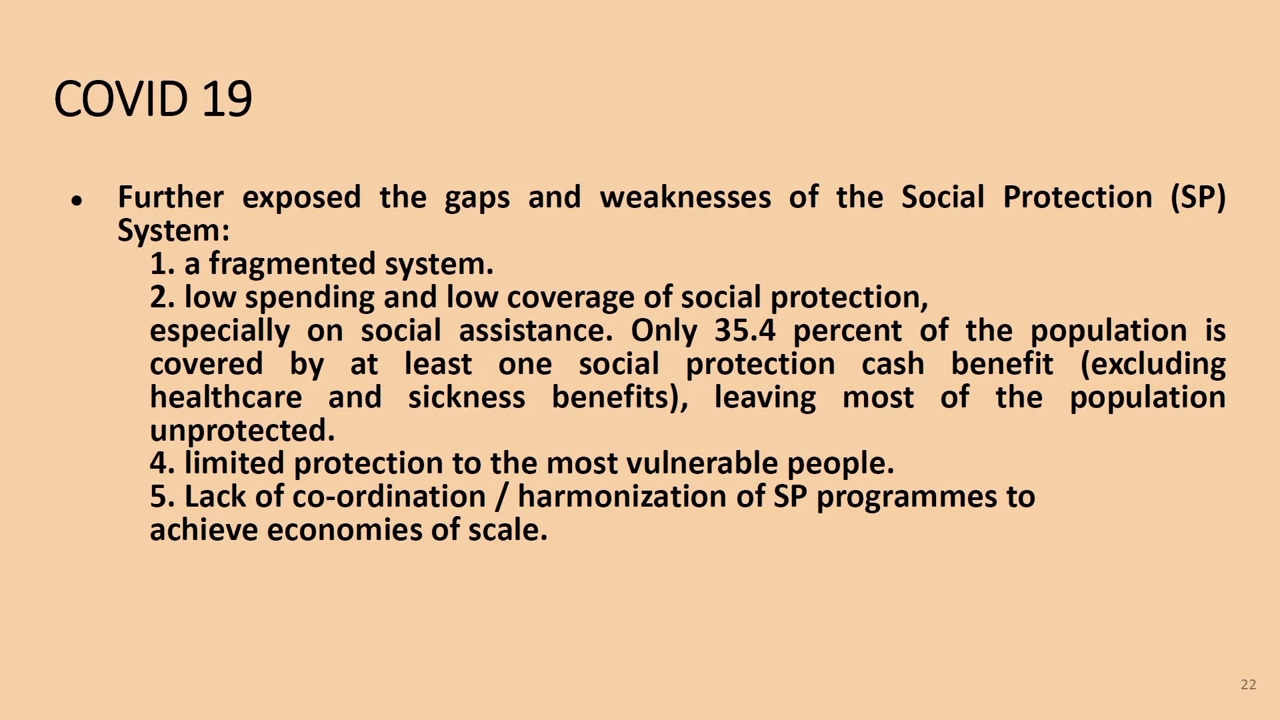 COVID 19
• Further exposed the gaps and weaknesses of the Social Protection (SP)
System:
1. a fragmented system.
2. low spending and low coverage of social protection,
especially on social assistance. Only 35.4 percent of the population is
covered by at least one social protection cash benefit (excluding
healthcare and sickness benefits), leaving most of the population
unprotected.
4. limited protection to the most vulnerable people.
5. Lack of co-ordination / harmonization of SP programmes to
achieve economies of scale.
22